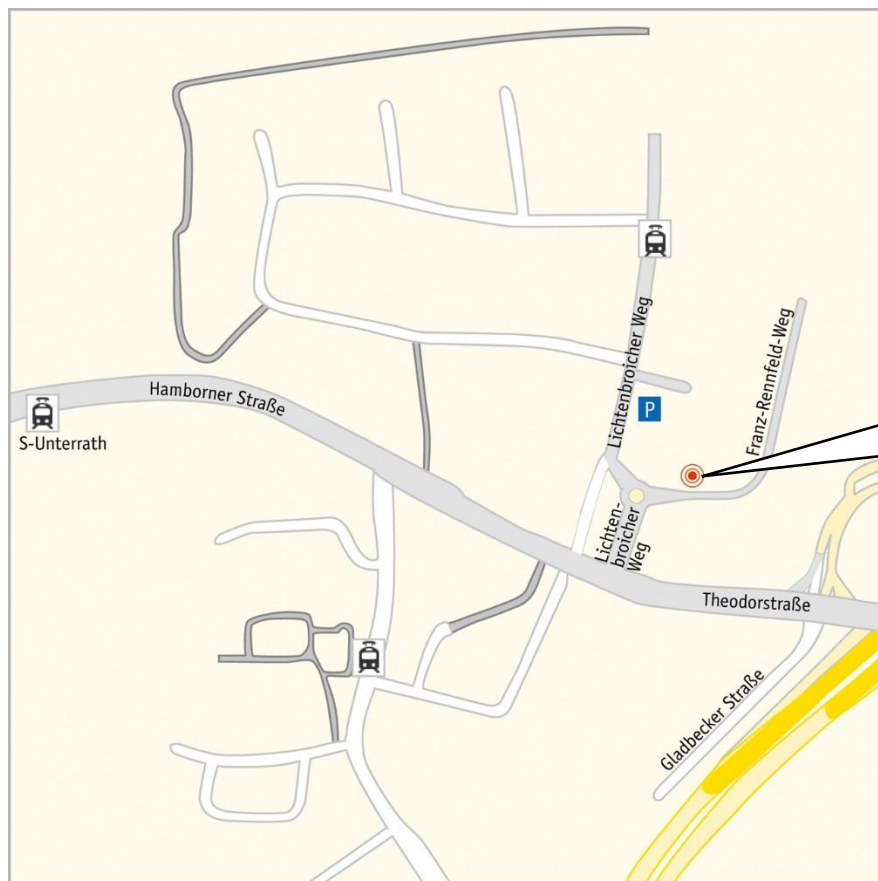 Lichtenbroicher Weg
Franz-Rennfeld-Weg
Hamborner Straße
P
S-Unterrath
Lichten-
broicher
Weg
Theodorstraße
Gladbecker Straße